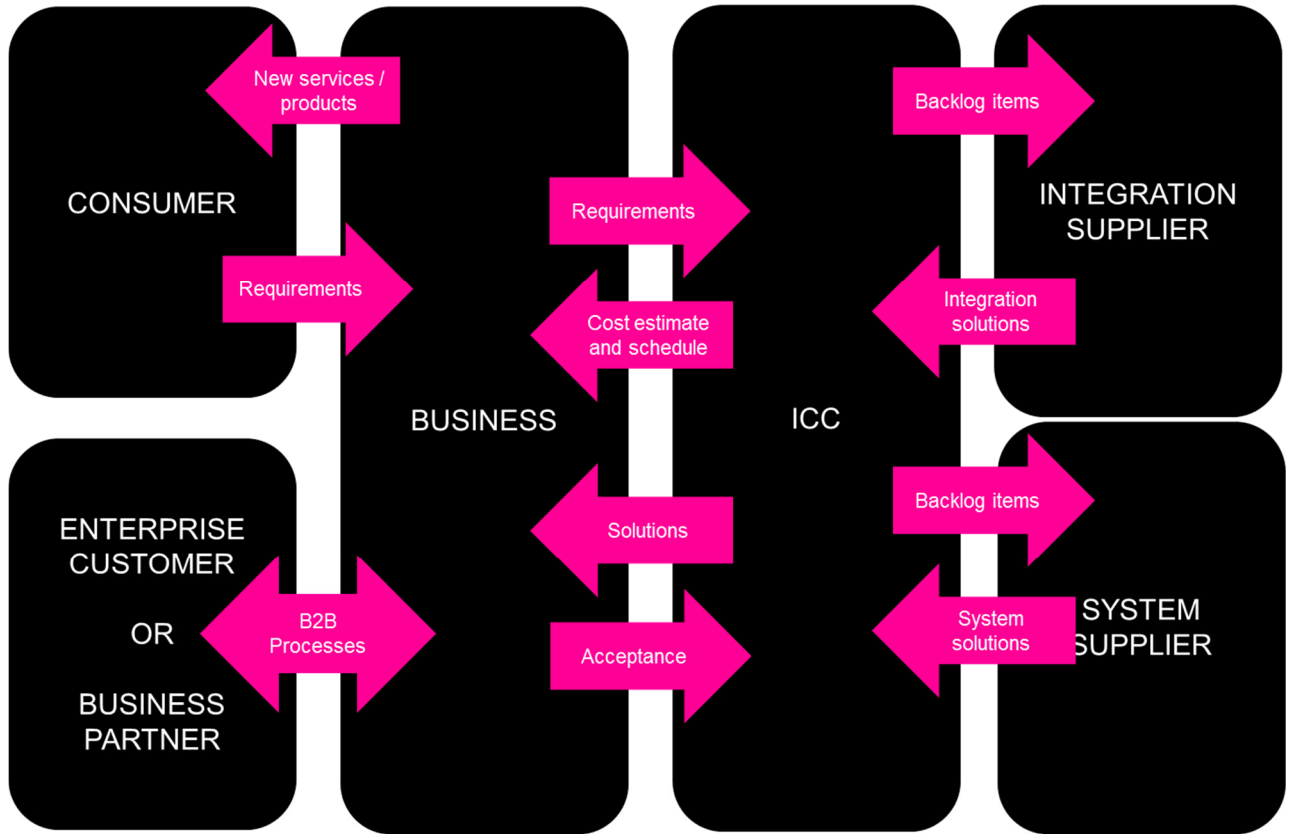 New services /
products
CONSUMER
Requirements
ENTERPRISE
CUSTOMER
OR
BUSINESS
PARTNER
B2B
Processes
BUSINESS
Requirements
Cost estimate
and schedule
Solutions
Acceptance
ICC
Backlog items
INTEGRATION
SUPPLIER
Integration
solutions
Backlog items
System
solutions
SYSTEM
SUPPLIER